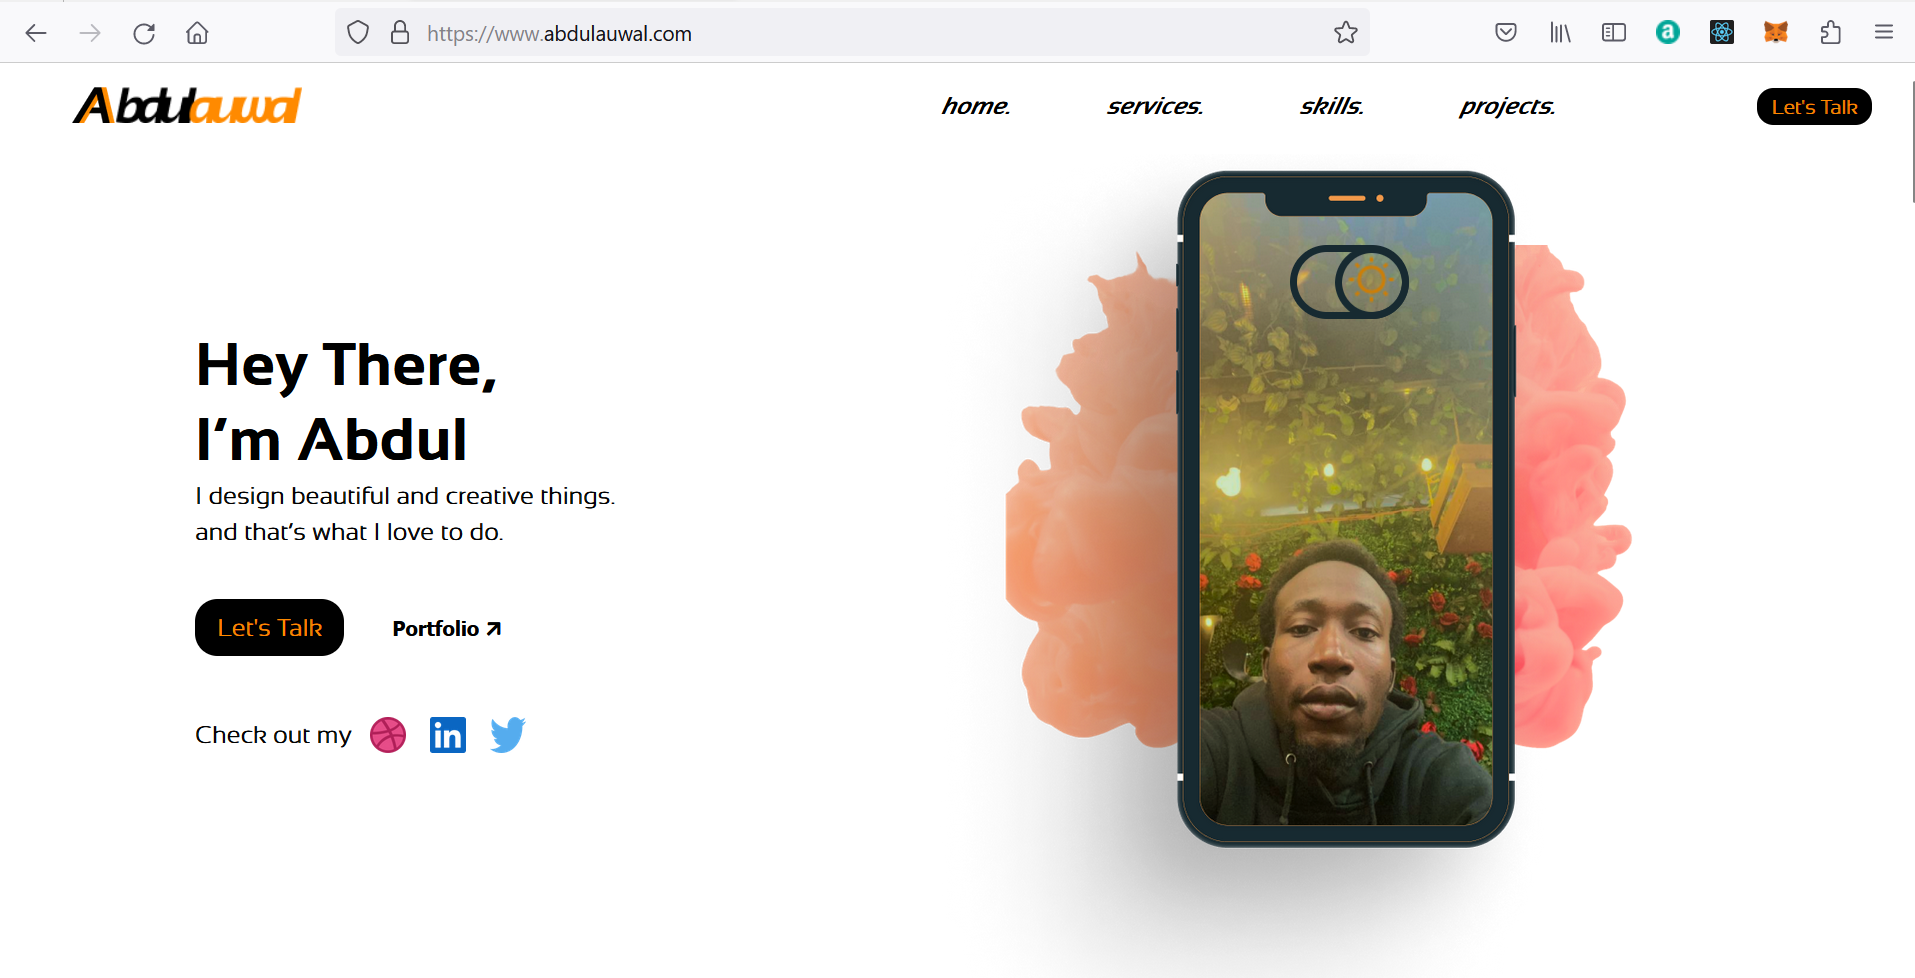 https://www.abdulauwal.com
Abdulauwal
home. services. skills. projects. Let's Talk
Hey There,
I’m Abdul
I design beautiful and creative things.
and that’s what I love to do.
Let's Talk Portfolio
Check out my in